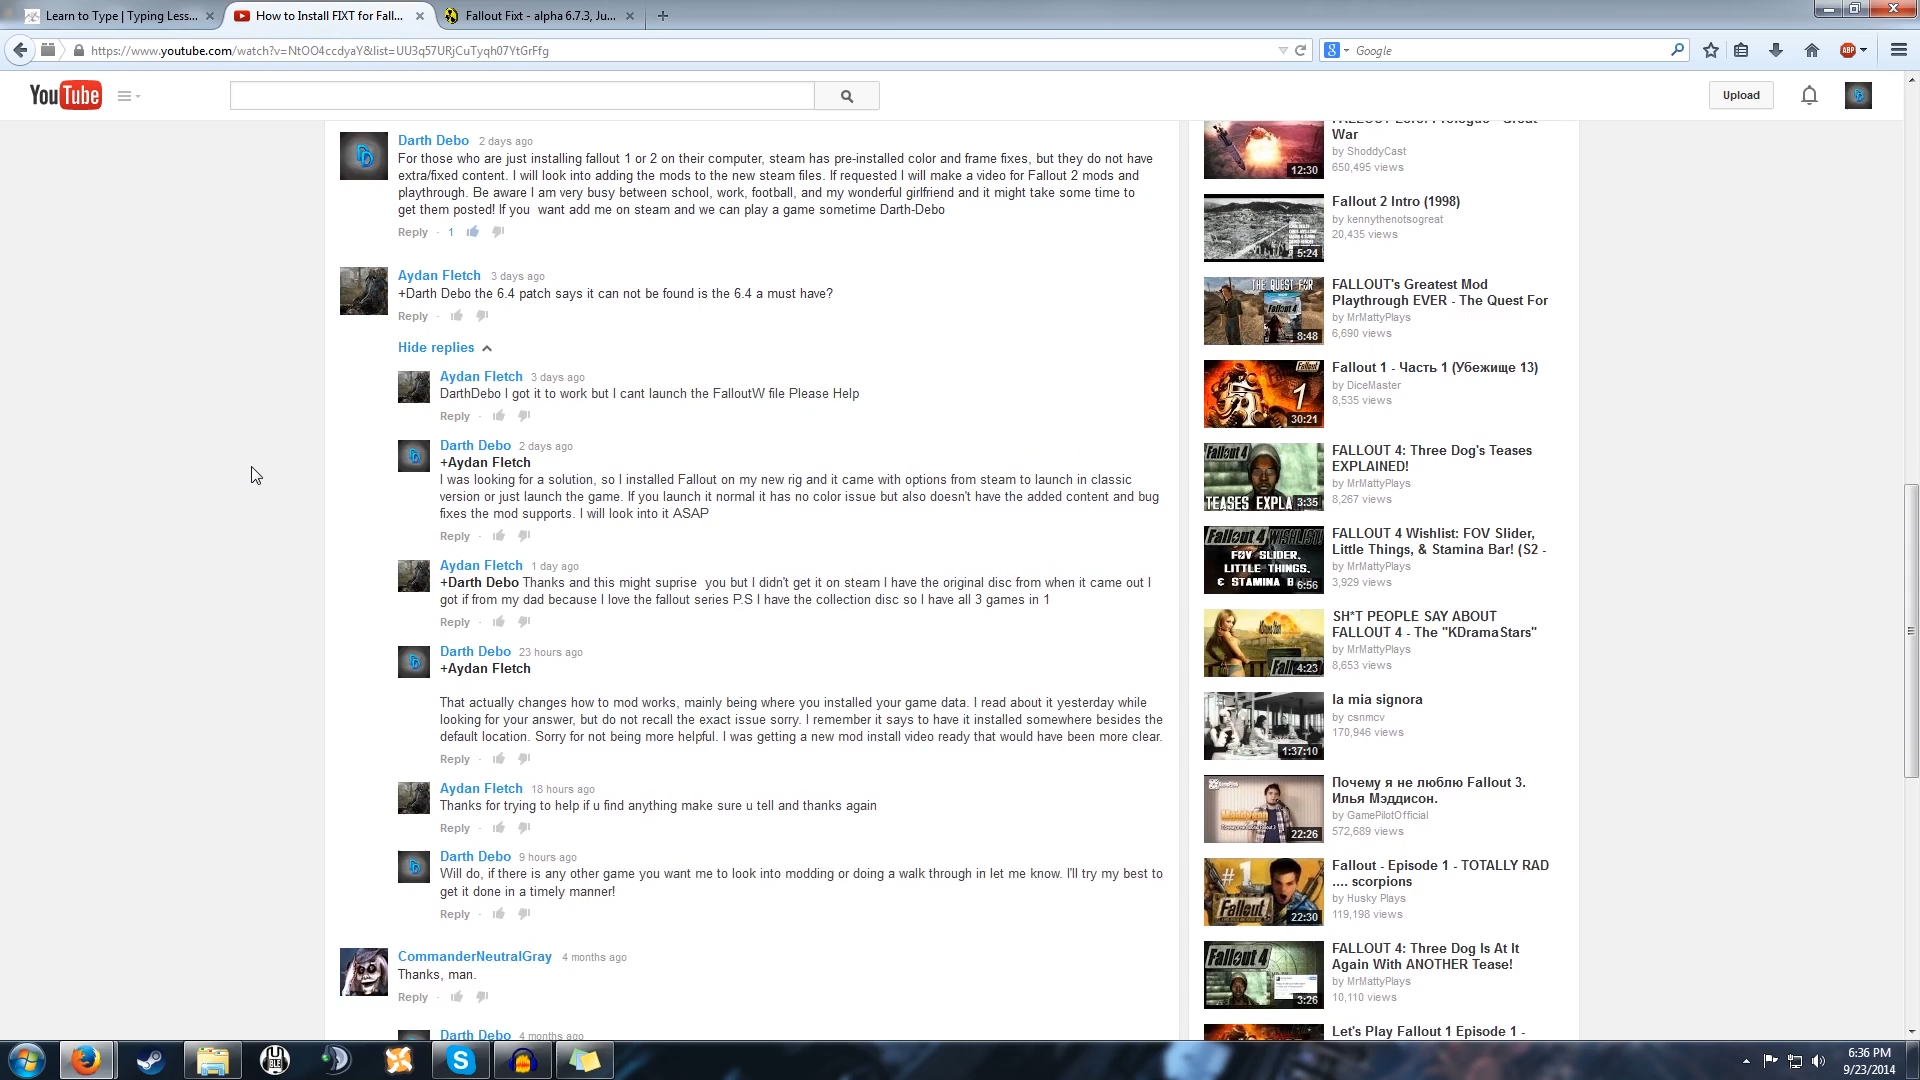 Learn to Type | Typing Less...
How to Install FIXT for Fall...
Fallout Fixt - alpha 6.7.3, Ju...
https://www.youtube.com/watch?v=NtOO4ccdyaY&list=UU3q57URjCuTyqh07YtGrFfg
Google
ABP
YouTube
Upload
Darth Debo 2 days ago
For those who are just installing fallout 1 or 2 on their computer, steam has pre-installed color and frame fixes, but they do not have
extra/fixed content. I will look into adding the mods to the new steam files. If requested I will make a video for Fallout 2 mods and
playthrough. Be aware I am very busy between school, work, football, and my wonderful girlfriend and it might take some time to
get them posted! If you  want add me on steam and we can play a game sometime Darth-Debo
Reply · 1
Aydan Fletch 3 days ago
+Darth Debo the 6.4 patch says it can not be found is the 6.4 a must have?
Reply ·
Hide replies
Aydan Fletch 3 days ago
DarthDebo I got it to work but I cant launch the FalloutW file Please Help
Reply ·
Darth Debo 2 days ago
+Aydan Fletch
I was looking for a solution, so I installed Fallout on my new rig and it came with options from steam to launch in classic
version or just launch the game. If you launch it normal it has no color issue but also doesn't have the added content and bug
fixes the mod supports. I will look into it ASAP
Reply ·
Aydan Fletch 1 day ago
+Darth Debo Thanks and this might suprise  you but I didn't get it on steam I have the original disc from when it came out I
got if from my dad because I love the fallout series P.S I have the collection disc so I have all 3 games in 1
Reply ·
Darth Debo 23 hours ago
+Aydan Fletch
That actually changes how to mod works, mainly being where you installed your game data. I read about it yesterday while
looking for your answer, but do not recall the exact issue sorry. I remember it says to have it installed somewhere besides the
default location. Sorry for not being more helpful. I was getting a new mod install video ready that would have been more clear.
Reply ·
Aydan Fletch 18 hours ago
Thanks for trying to help if u find anything make sure u tell and thanks again
Reply ·
Darth Debo 9 hours ago
Will do, if there is any other game you want me to look into modding or doing a walk through in let me know. I'll try my best to
get it done in a timely manner!
Reply ·
CommanderNeutralGray 4 months ago
Thanks, man.
Reply ·
Darth Debo 4 months ago
War
by ShoddyCast
650,495 views
12:30
Fallout 2 Intro (1998)
by kennythenotsogreat
20,435 views
5:24
THE QUEST FOR
Fallout 4
8:48
FALLOUT's Greatest Mod
Playthrough EVER - The Quest For
by MrMattyPlays
6,690 views
Fallout
1
30:21
Fallout 1 - Часть 1 (Убежище 13)
by DiceMaster
8,535 views
Fallout 4
TEASES EXPLA
3:35
FALLOUT 4: Three Dog's Teases
EXPLAINED!
by MrMattyPlays
8,267 views
Fallout 4 WISHLIST:
FOV SLIDER,
LITTLE THINGS,
& STAMINA B
6:56
FALLOUT 4 Wishlist: FOV Slider,
Little Things, & Stamina Bar! (S2 -
by MrMattyPlays
3,929 views
4:23
SH*T PEOPLE SAY ABOUT
FALLOUT 4 - The "KDramaStars"
by MrMattyPlays
8,653 views
1:37:10
la mia signora
by csnmcv
170,946 views
22:26
Почему я не люблю Fallout 3.
Илья Мэддисон.
by GamePilotOfficial
572,689 views
#1
Fallout
22:30
Fallout - Episode 1 - TOTALLY RAD
.... scorpions
by Husky Plays
119,198 views
Fallout 4
3:26
FALLOUT 4: Three Dog Is At It
Again With ANOTHER Tease!
by MrMattyPlays
10,110 views
Let's Play Fallout 1 Episode 1 -
6:36 PM
9/23/2014